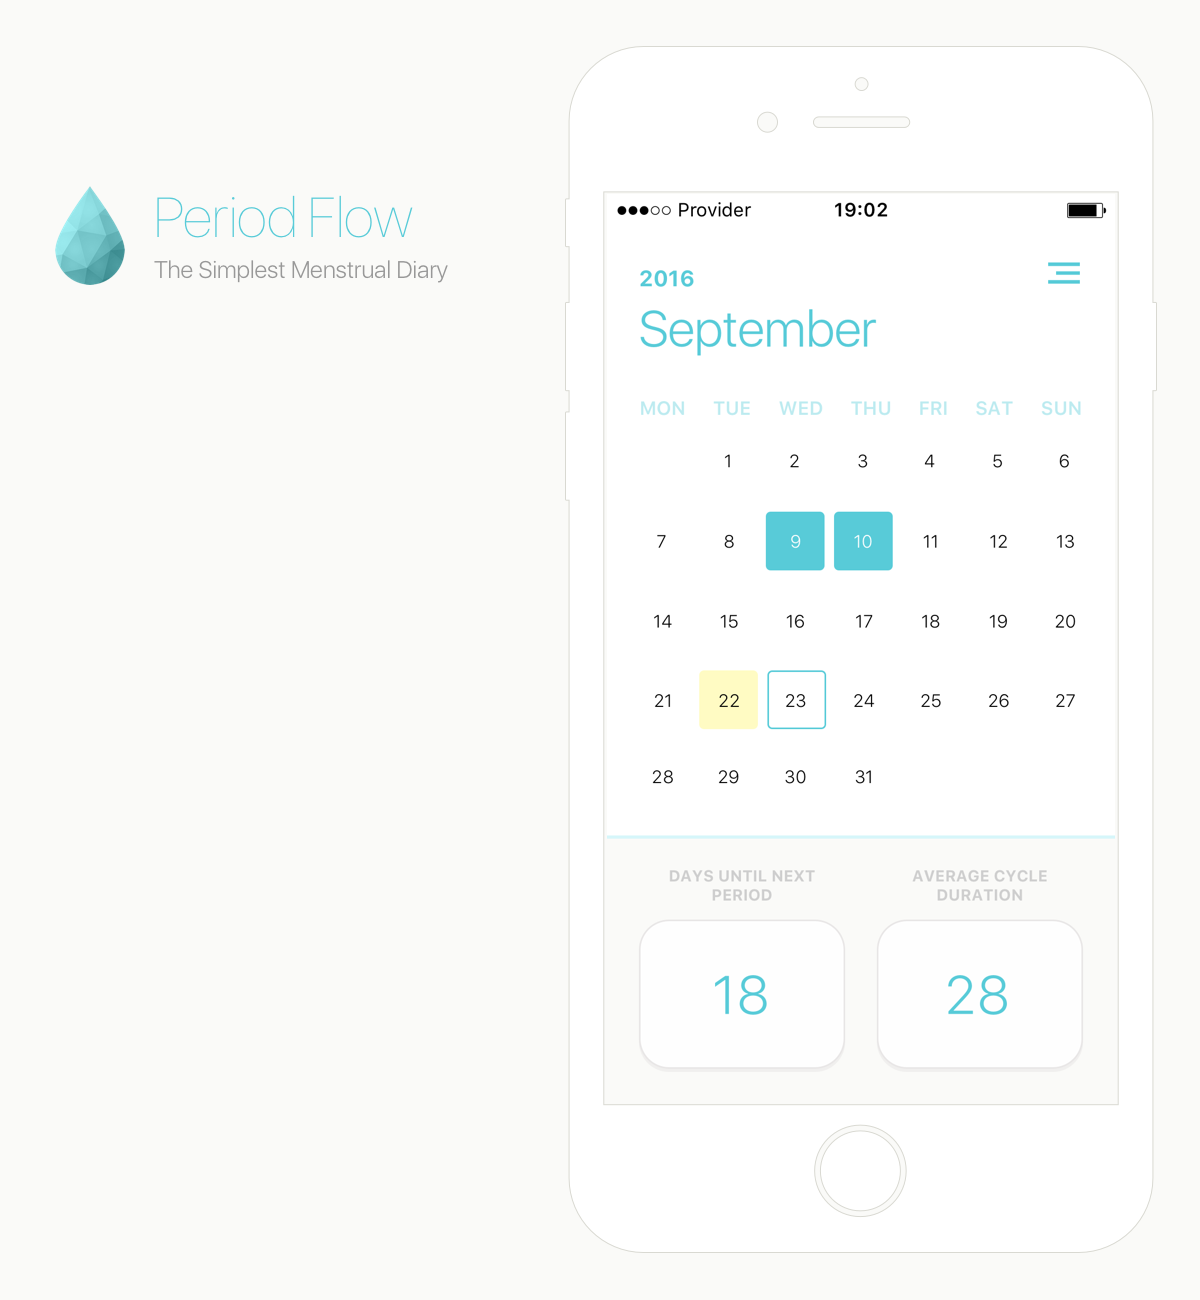 Period Flow
The Simplest Menstrual Diary
Provider 19:02
2016
September
MON TUE WED THU FRI SAT SUN
1 2 3 4 5 6
7 8 9 10 11 12 13
14 15 16 17 18 19 20
21 22 23 24 25 26 27
28 29 30 31
DAYS UNTIL NEXT
PERIOD
18
AVERAGE CYCLE
DURATION
28